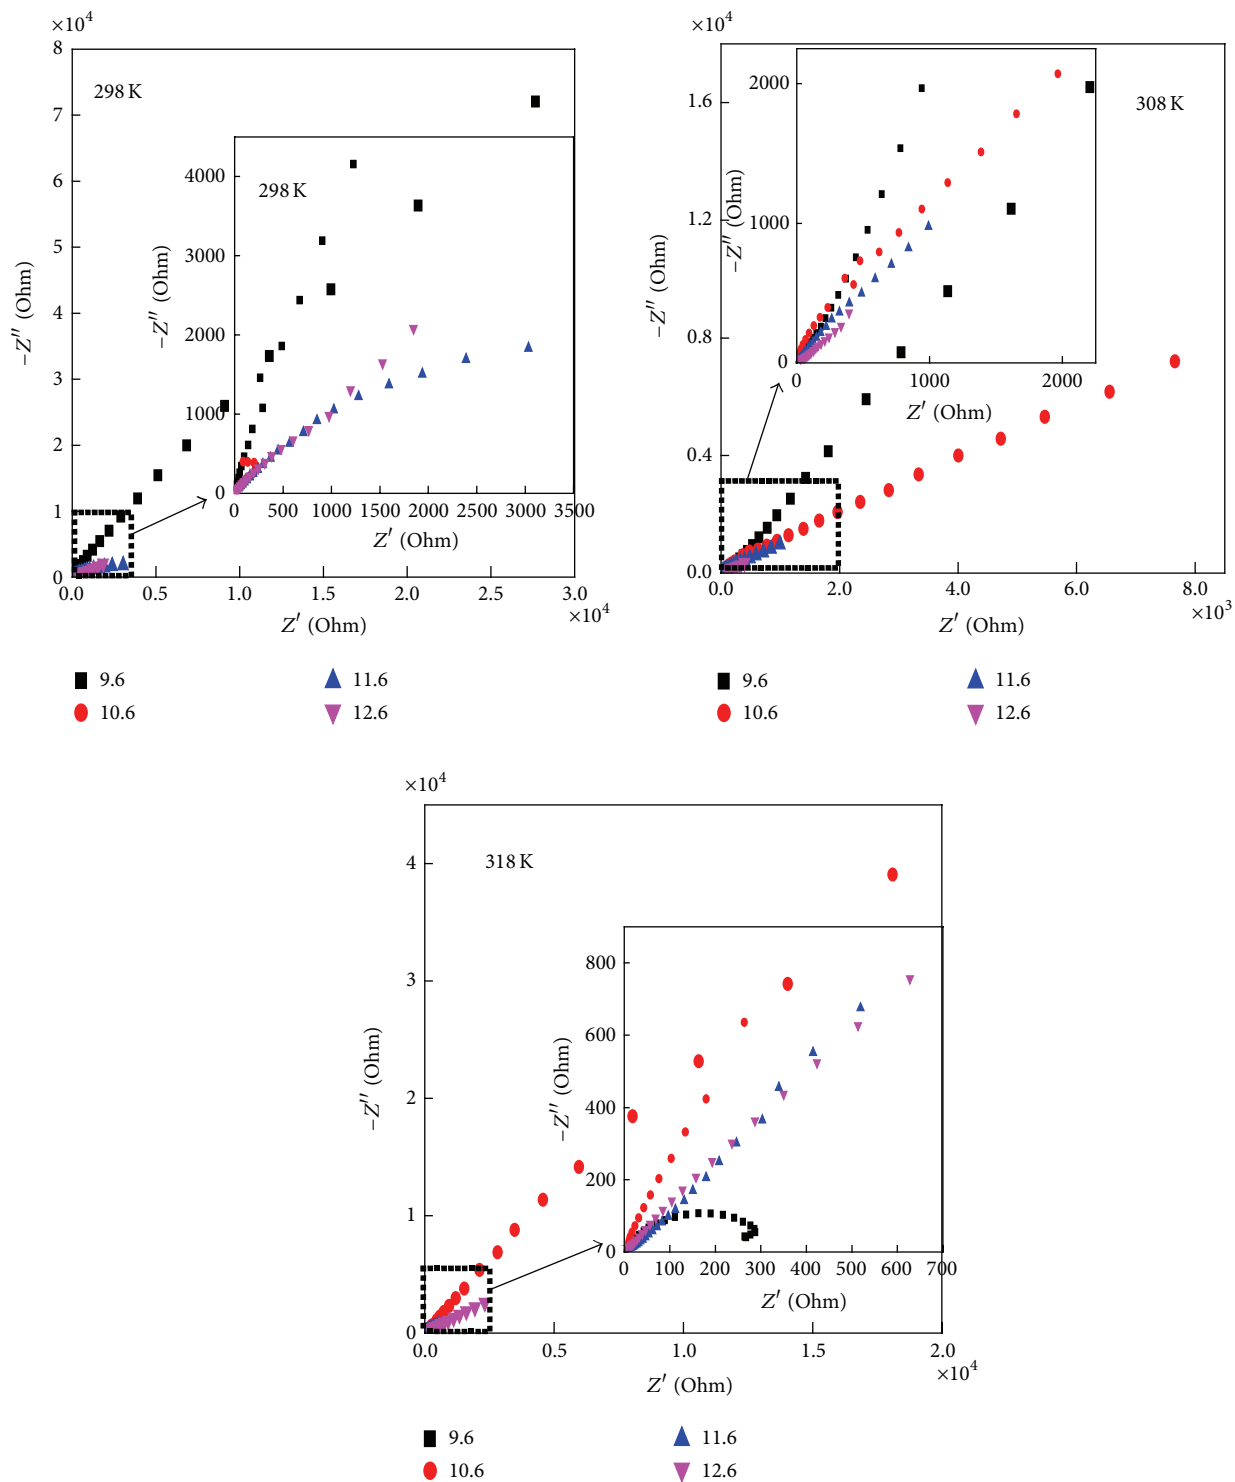 ×10⁴
8
7
6
5
4
3
2
1
0
−Z″ (Ohm)
298 K
298 K
4000
3000
2000
1000
0
−Z″ (Ohm)
0 500 1000 1500 2000 2500 3000 3500
Z′ (Ohm)
0.0 0.5 1.0 1.5 2.0 2.5 3.0
×10⁴
Z′ (Ohm)
9.6 11.6
10.6 12.6
×10⁴
1.6
1.2
0.8
0.4
0.0
−Z″ (Ohm)
308 K
2000
1000
0
−Z″ (Ohm)
0 1000 2000
Z′ (Ohm)
0.0 2.0 4.0 6.0 8.0
×10³
Z′ (Ohm)
9.6 11.6
10.6 12.6
×10⁴
4
3
2
1
0
−Z″ (Ohm)
318 K
800
600
400
200
0
−Z″ (Ohm)
0 100 200 300 400 500 600 700
Z′ (Ohm)
0.0 0.5 1.0 1.5 2.0
×10⁴
Z′ (Ohm)
9.6 11.6
10.6 12.6